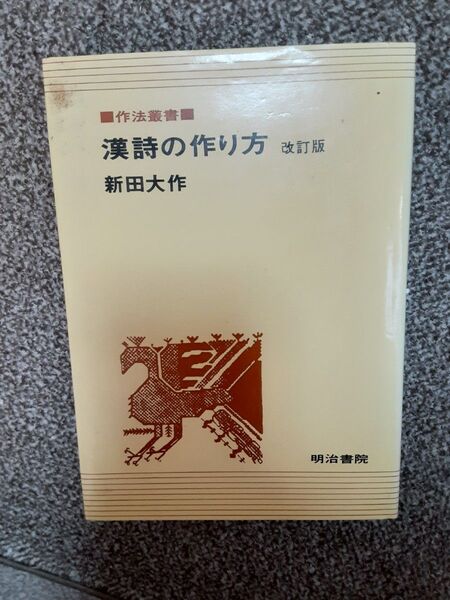 ■作法叢書■
漢詩の作り方 改訂版
新田大作
明治書院